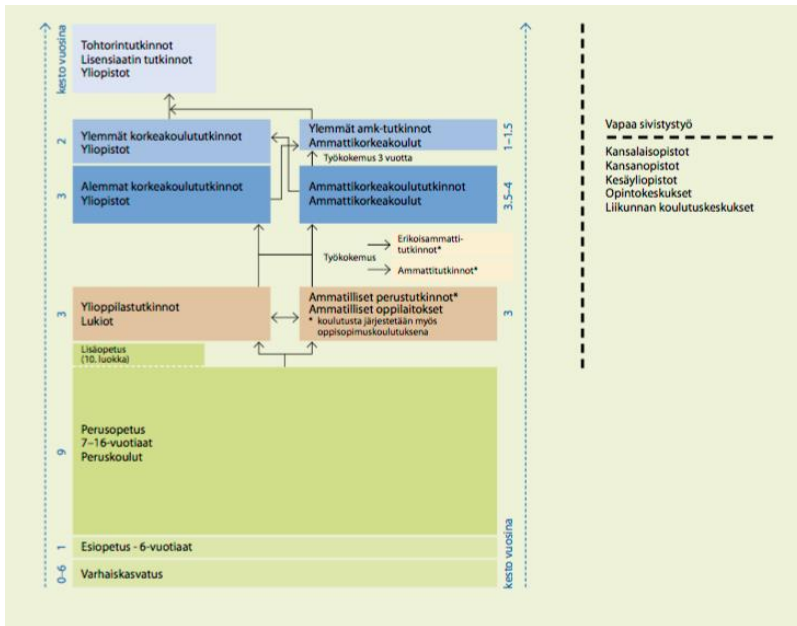 kesto vuosina
Tohtorintutkinnot
Lisensiaatin tutkinnot
Yliopistot
2
Ylemmät korkeakoulututkinnot
Yliopistot
Ylemmät amk-tutkinnot
Ammattikorkeakoulut
1–1.5
Työkokemus 3 vuotta
3
Alemmat korkeakoulututkinnot
Yliopistot
Ammattikorkeakoulututkinnot
Ammattikorkeakoulut
3.5–4
Työkokemus
Erikoisammatti-
tutkinnot*
Ammattitutkinnot*
3
Ylioppilastutkinnot
Lukiot
Ammatilliset perustutkinnot*
Ammatilliset oppilaitokset
* koulutusta järjestetään myös
oppisopimuskoulutuksena
3
Lisäopetus
(10. luokka)
9
Perusopetus
7–16-vuotiaat
Peruskoulut
1
Esiopetus - 6-vuotiaat
0-6
Varhaiskasvatus
kesto vuosina
Vapaa sivistystyö
Kansalaisopistot
Kansanopistot
Kesäyliopistot
Opintokeskukset
Liikunnan koulutuskeskukset